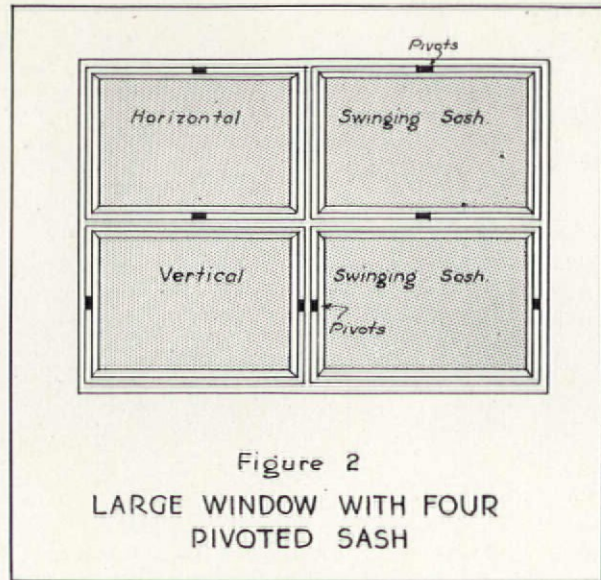 Pivots
Horizontal Swinging Sash.
Vertical Swinging Sash.
Pivots
Figure 2
LARGE WINDOW WITH FOUR
PIVOTED SASH